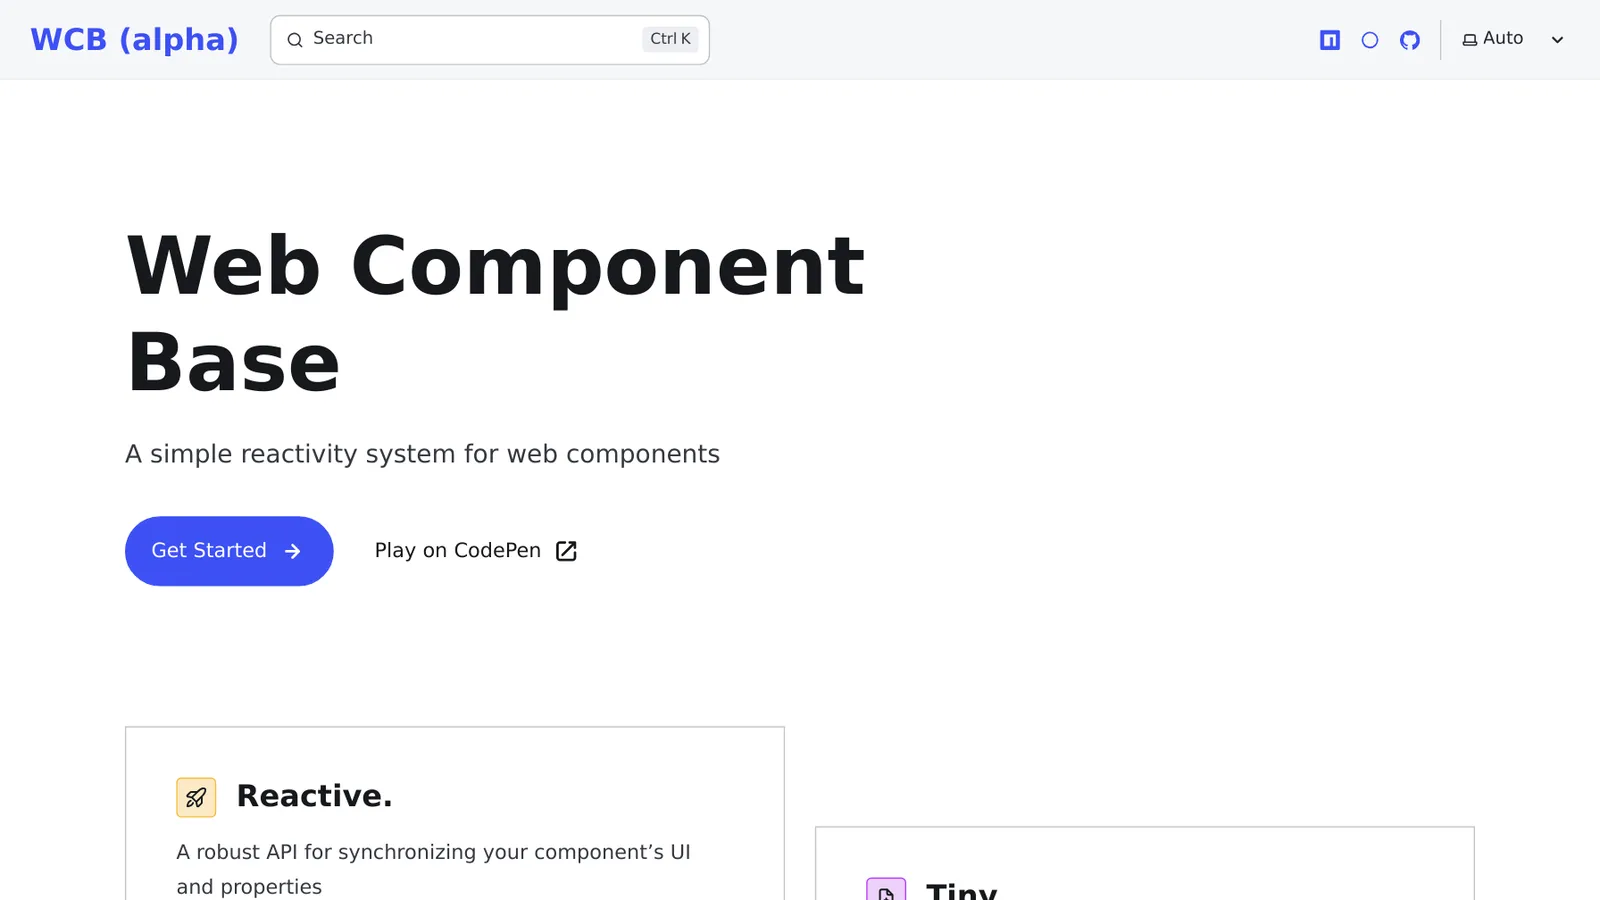 WCB (alpha)
Search
Ctrl K
Auto
Web Component
Base
A simple reactivity system for web components
Get Started
Play on CodePen
Reactive.
A robust API for synchronizing your component’s UI
and properties
Tiny